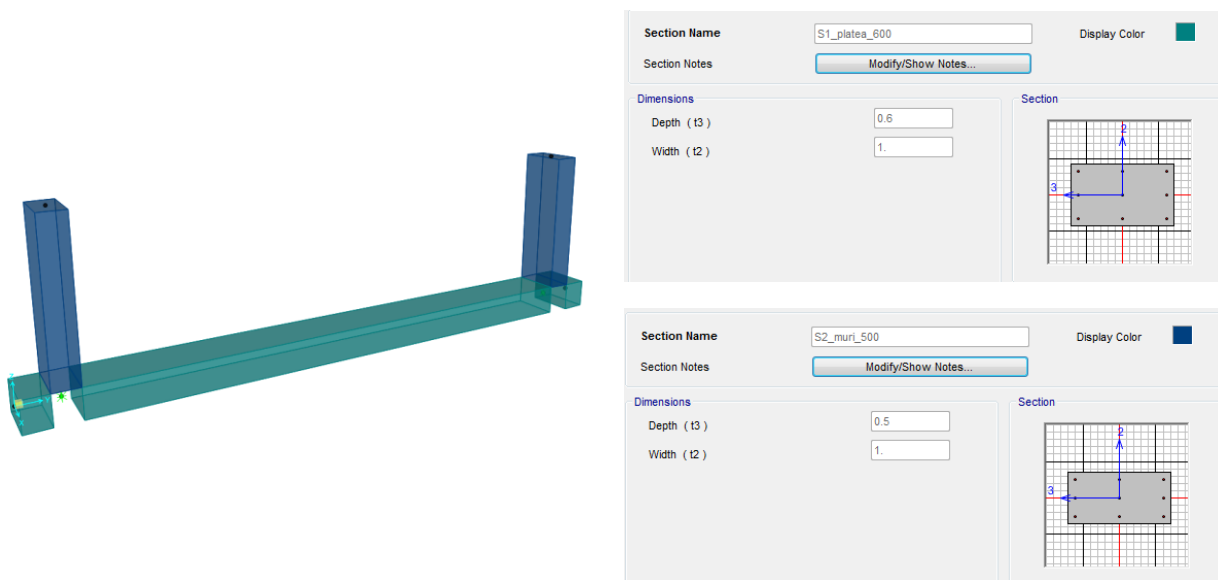 Section Name S1_platea_600 Display Color
Section Notes Modify/Show Notes...
Dimensions Section
Depth ( t3 ) 0.6
Width ( t2 ) 1.
2
3
Section Name S2_muri_500 Display Color
Section Notes Modify/Show Notes...
Dimensions Section
Depth ( t3 ) 0.5
Width ( t2 ) 1.
2
3
Z
Y
X